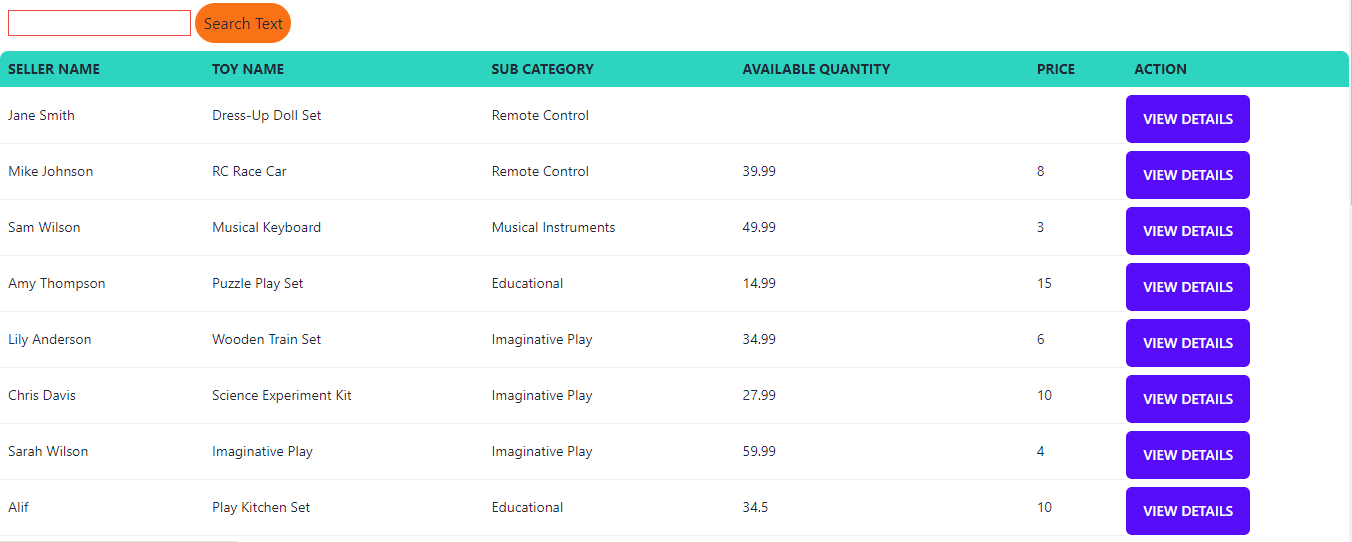 Search Text
SELLER NAME TOY NAME SUB CATEGORY AVAILABLE QUANTITY PRICE ACTION
Jane Smith Dress-Up Doll Set Remote Control VIEW DETAILS
Mike Johnson RC Race Car Remote Control 39.99 8 VIEW DETAILS
Sam Wilson Musical Keyboard Musical Instruments 49.99 3 VIEW DETAILS
Amy Thompson Puzzle Play Set Educational 14.99 15 VIEW DETAILS
Lily Anderson Wooden Train Set Imaginative Play 34.99 6 VIEW DETAILS
Chris Davis Science Experiment Kit Imaginative Play 27.99 10 VIEW DETAILS
Sarah Wilson Imaginative Play Imaginative Play 59.99 4 VIEW DETAILS
Alif Play Kitchen Set Educational 34.5 10 VIEW DETAILS